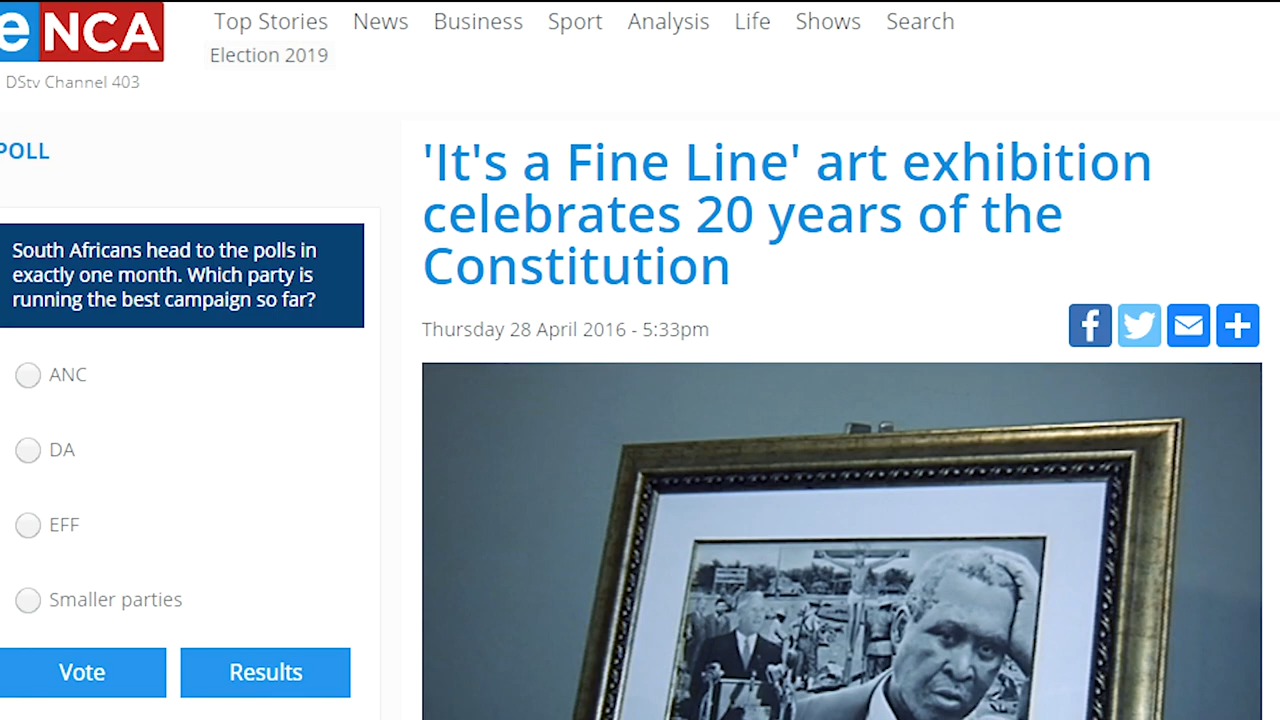 eNCA
DStv Channel 403
Top Stories News Business Sport Analysis Life Shows Search
Election 2019
POLL
South Africans head to the polls in
exactly one month. Which party is
running the best campaign so far?
ANC
DA
EFF
Smaller parties
Vote Results
'It's a Fine Line' art exhibition
celebrates 20 years of the
Constitution
Thursday 28 April 2016 - 5:33pm